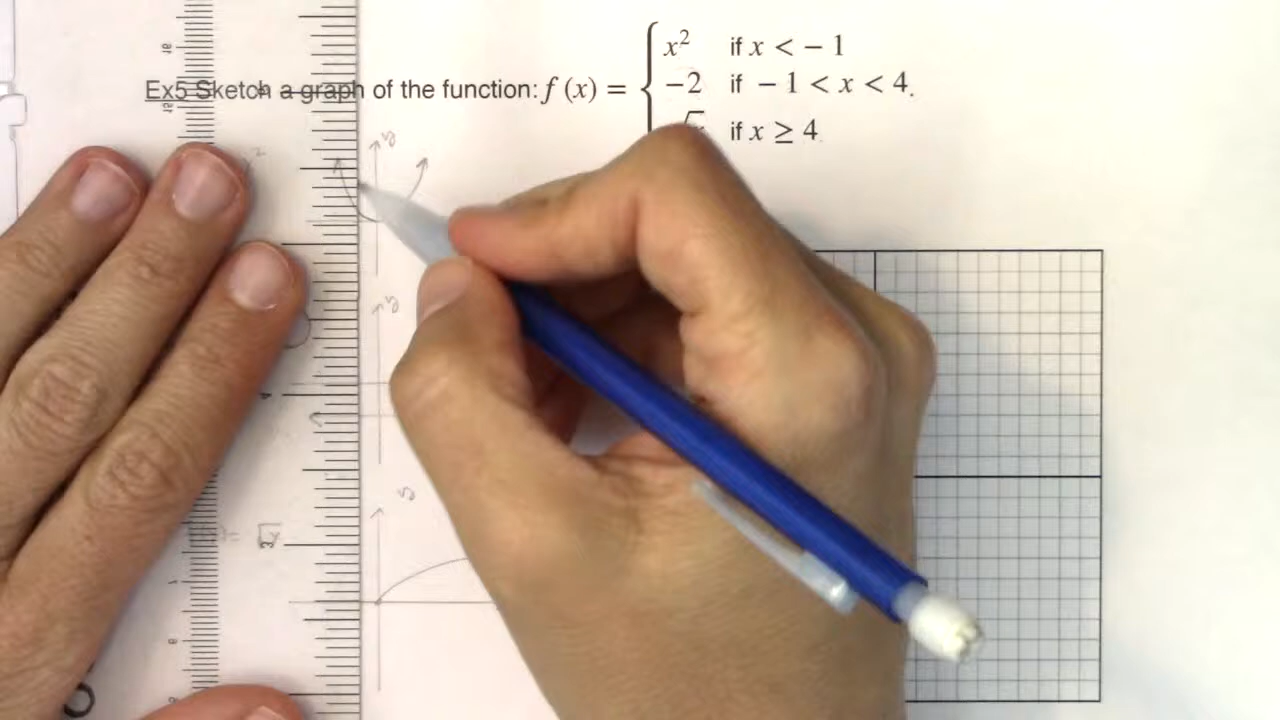 Ex5 Sketch a graph of the function: f (x) =
x² if x < − 1
−2 if − 1 < x < 4.
if x ≥ 4
y
y
y